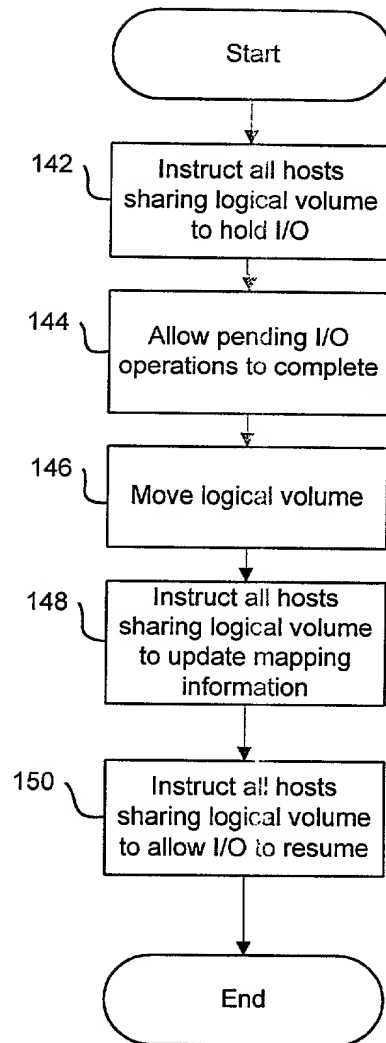 Start
142
Instruct all hosts
sharing logical volume
to hold I/O
144
Allow pending I/O
operations to complete
146
Move logical volume
148
Instruct all hosts
sharing logical volume
to update mapping
information
150
Instruct all hosts
sharing logical volume
to allow I/O to resume
End